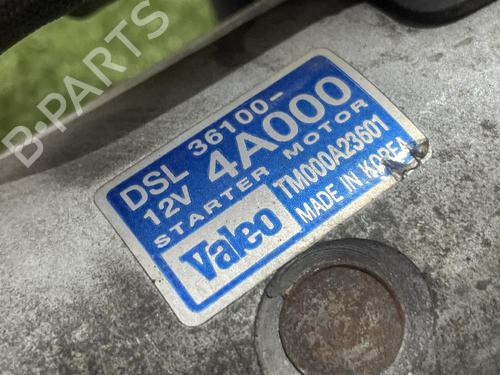 B-PARTS
DSL 36100-
12V 4A000
STARTER MOTOR
Valeo TM000A23601
MADE IN KOREA